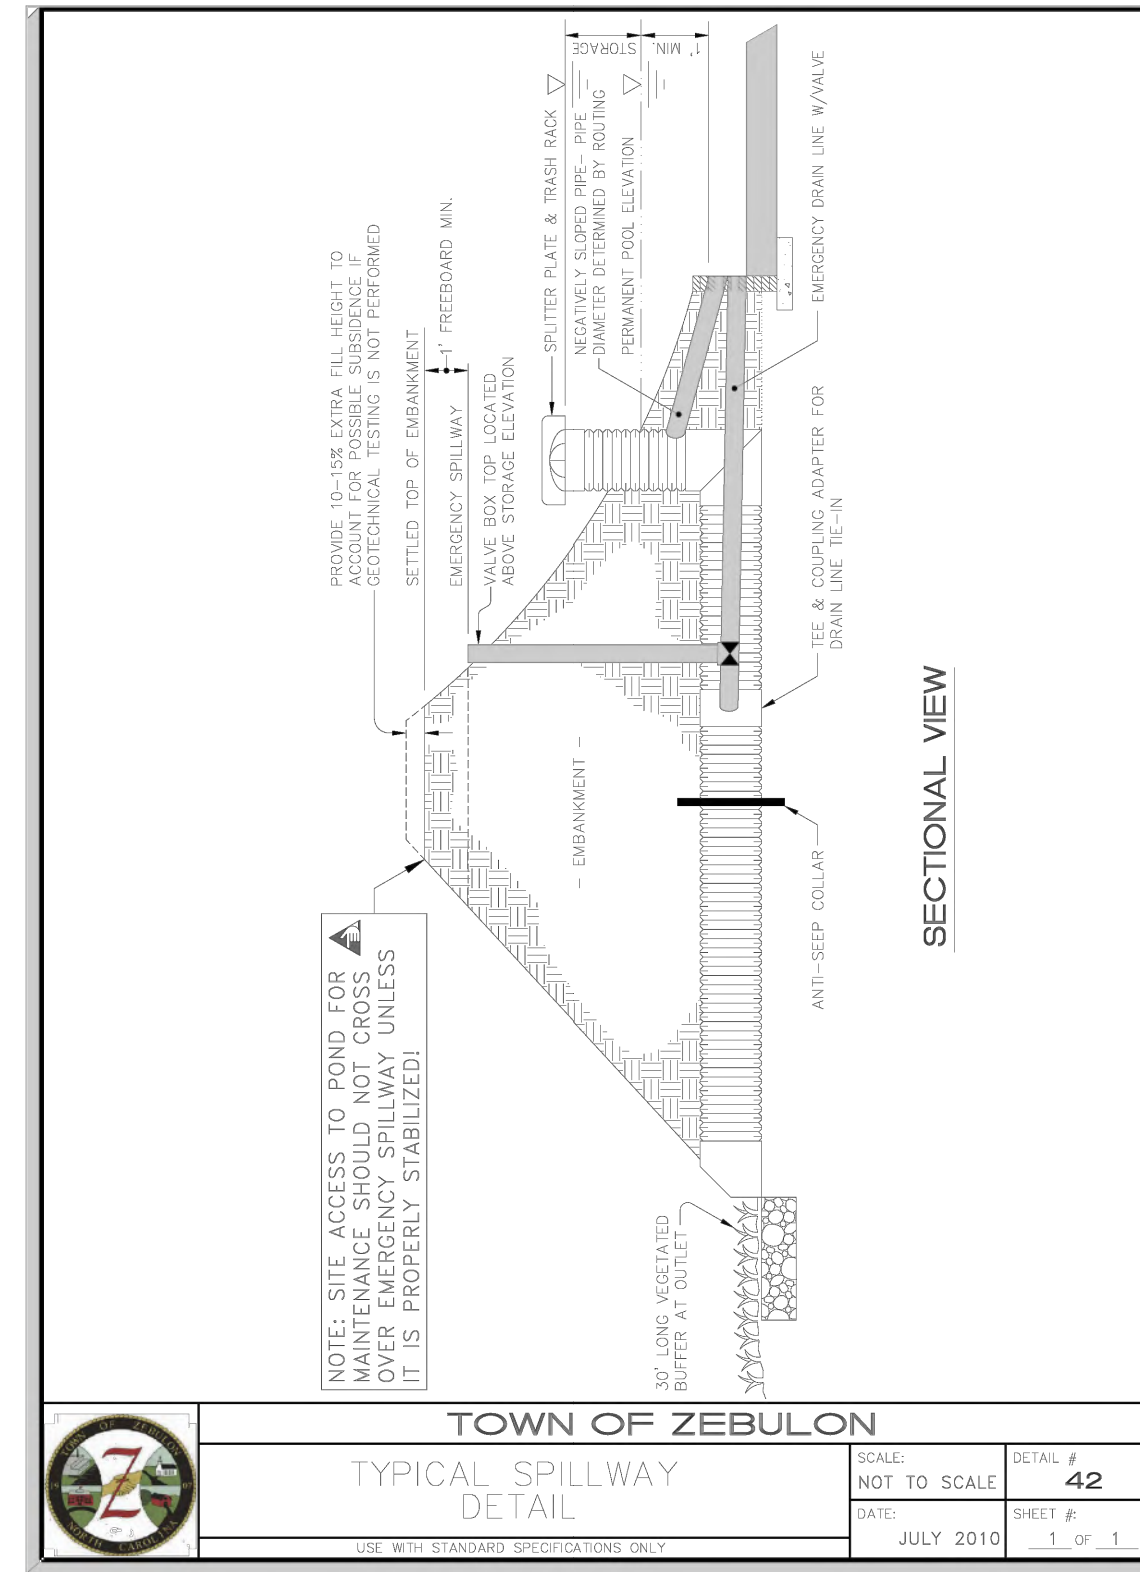 STORAGE
1' MIN.
SPLITTER PLATE & TRASH RACK
NEGATIVELY SLOPED PIPE- PIPE
DIAMETER DETERMINED BY ROUTING
PERMANENT POOL ELEVATION
EMERGENCY DRAIN LINE W/VALVE
PROVIDE 10-15% EXTRA FILL HEIGHT TO
ACCOUNT FOR POSSIBLE SUBSIDENCE IF
GEOTECHNICAL TESTING IS NOT PERFORMED
SETTLED TOP OF EMBANKMENT
1' FREEBOARD MIN.
EMERGENCY SPILLWAY
VALVE BOX TOP LOCATED
ABOVE STORAGE ELEVATION
TEE & COUPLING ADAPTER FOR
DRAIN LINE TIE-IN
- EMBANKMENT -
ANTI-SEEP COLLAR
SECTIONAL VIEW
NOTE: SITE ACCESS TO POND FOR
MAINTENANCE SHOULD NOT CROSS
OVER EMERGENCY SPILLWAY UNLESS
IT IS PROPERLY STABILIZED!
30' LONG VEGETATED
BUFFER AT OUTLET
TOWN OF ZEBULON
TYPICAL SPILLWAY
DETAIL
USE WITH STANDARD SPECIFICATIONS ONLY
SCALE:
NOT TO SCALE
DETAIL #
42
DATE:
JULY 2010
SHEET #:
1 OF 1
TOWN OF ZEBULON
Z
1907
NORTH CAROLINA